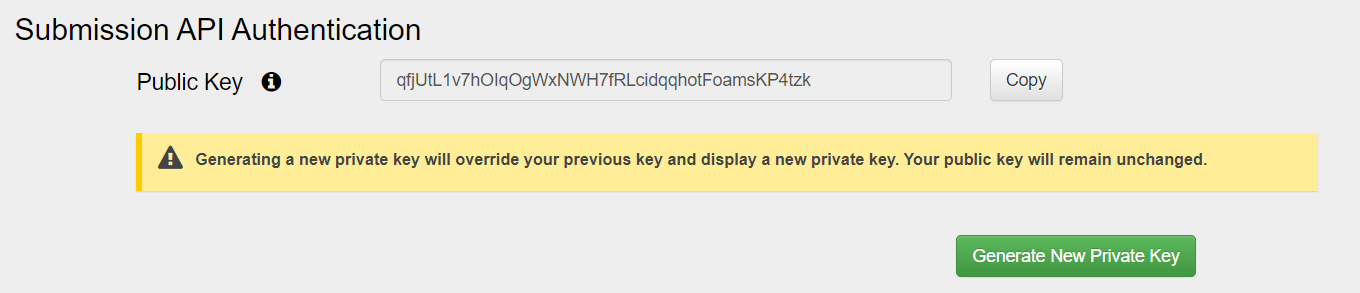 Submission API Authentication
Public Key
qfjUtL1v7hOIqOgWxNWH7fRLcidqqhotFoamsKP4tzk
Copy
Generating a new private key will override your previous key and display a new private key. Your public key will remain unchanged.
Generate New Private Key